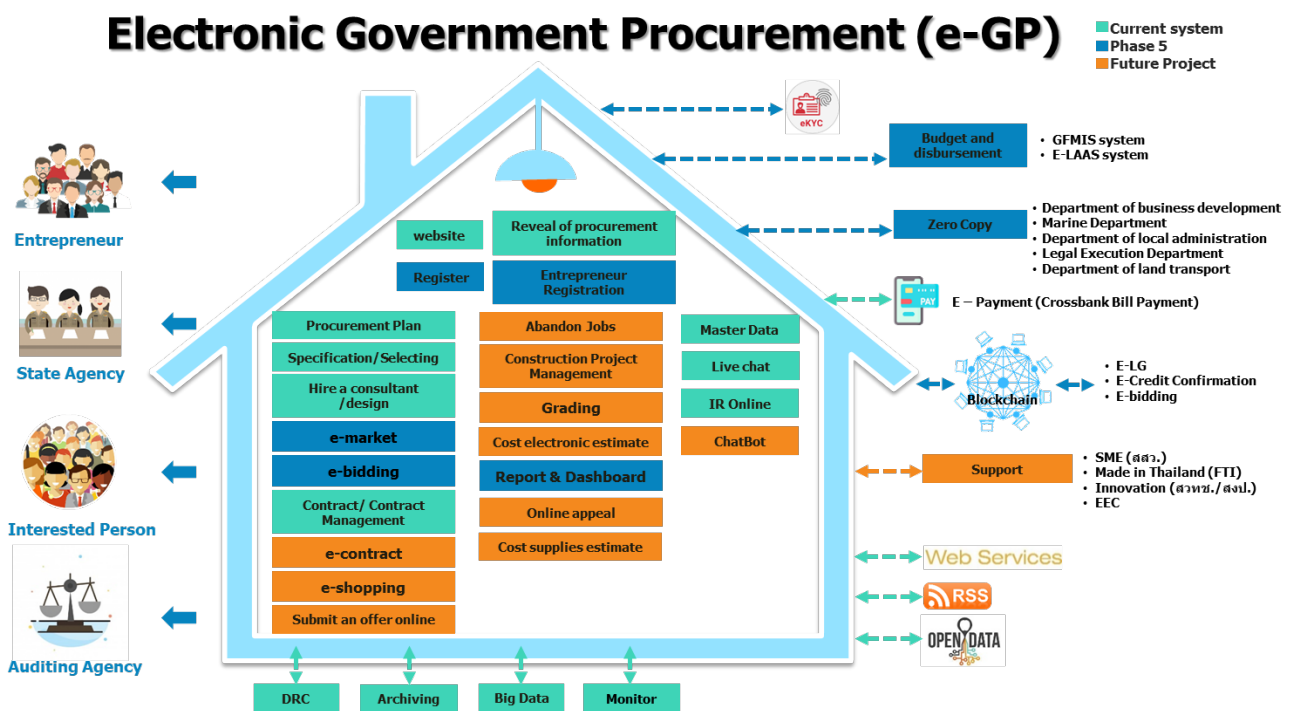 Electronic Government Procurement (e-GP)
Current system
Phase 5
Future Project
eKYC
Budget and
disbursement
• GFMIS system
• E-LAAS system
Entrepreneur
website
Reveal of procurement
information
Zero Copy
• Department of business development
• Marine Department
• Department of local administration
• Legal Execution Department
• Department of land transport
Register
Entrepreneur
Registration
PAY
E – Payment (Crossbank Bill Payment)
State Agency
Procurement Plan
Specification/Selecting
Hire a consultant
/design
e-market
e-bidding
Contract/ Contract
Management
e-contract
e-shopping
Submit an offer online
Abandon Jobs
Construction Project
Management
Grading
Cost electronic estimate
Report & Dashboard
Online appeal
Cost supplies estimate
Master Data
Live chat
IR Online
ChatBot
Blockchain
• E-LG
• E-Credit Confirmation
• E-bidding
Support
• SME (สสว.)
• Made in Thailand (FTI)
• Innovation (สวทช./สงป.)
• EEC
Interested Person
Web Services
RSS
OPEN DATA
Auditing Agency
DRC
Archiving
Big Data
Monitor